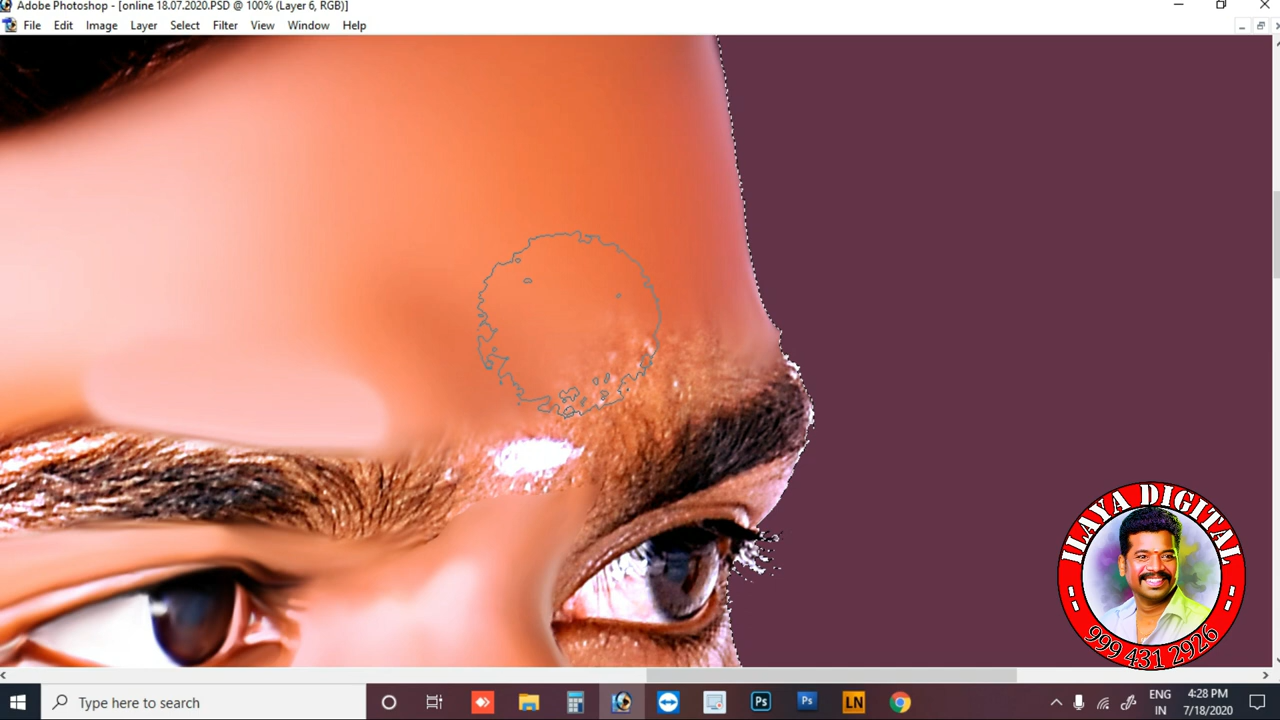 Adobe Photoshop - [online 18.07.2020.PSD @ 100% (Layer 6, RGB)]
File Edit Image Layer Select Filter View Window Help
ILAYA DIGITAL
999 431 2926
Type here to search
Ps
Ps
LN
ENG
IN
4:28 PM
7/18/2020